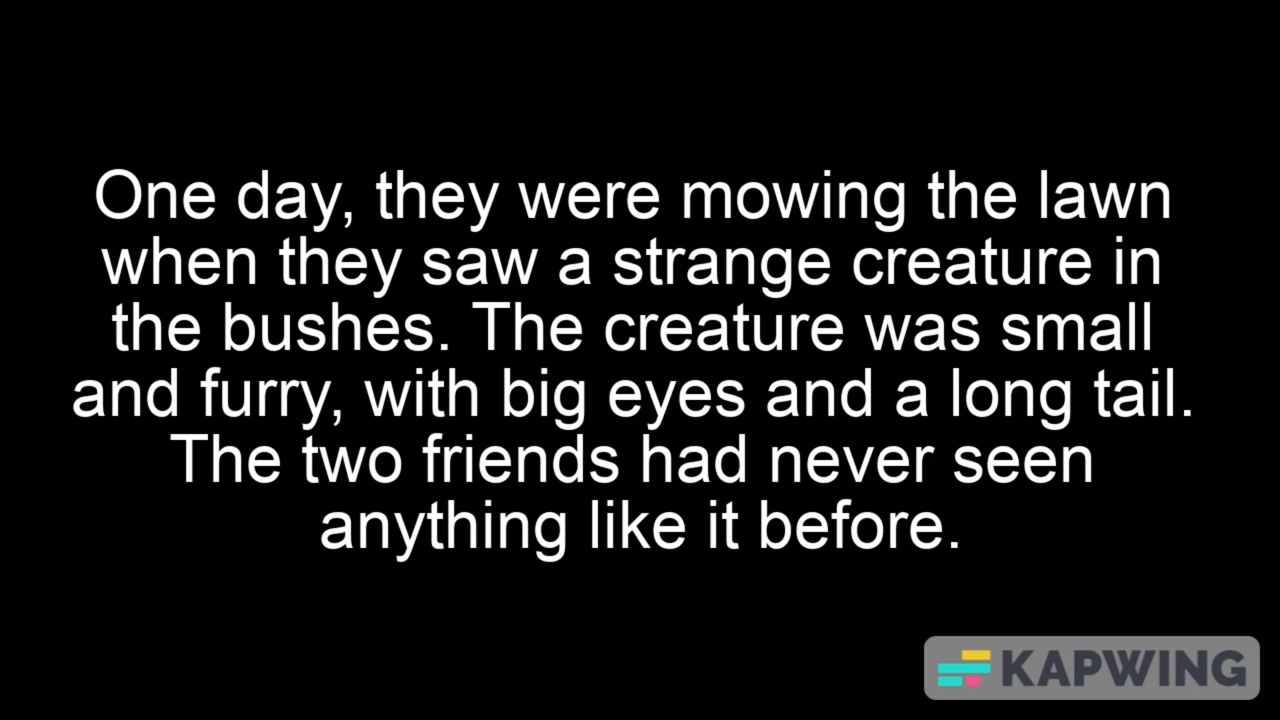 One day, they were mowing the lawn
when they saw a strange creature in
the bushes. The creature was small
and furry, with big eyes and a long tail.
The two friends had never seen
anything like it before.
KAPWING